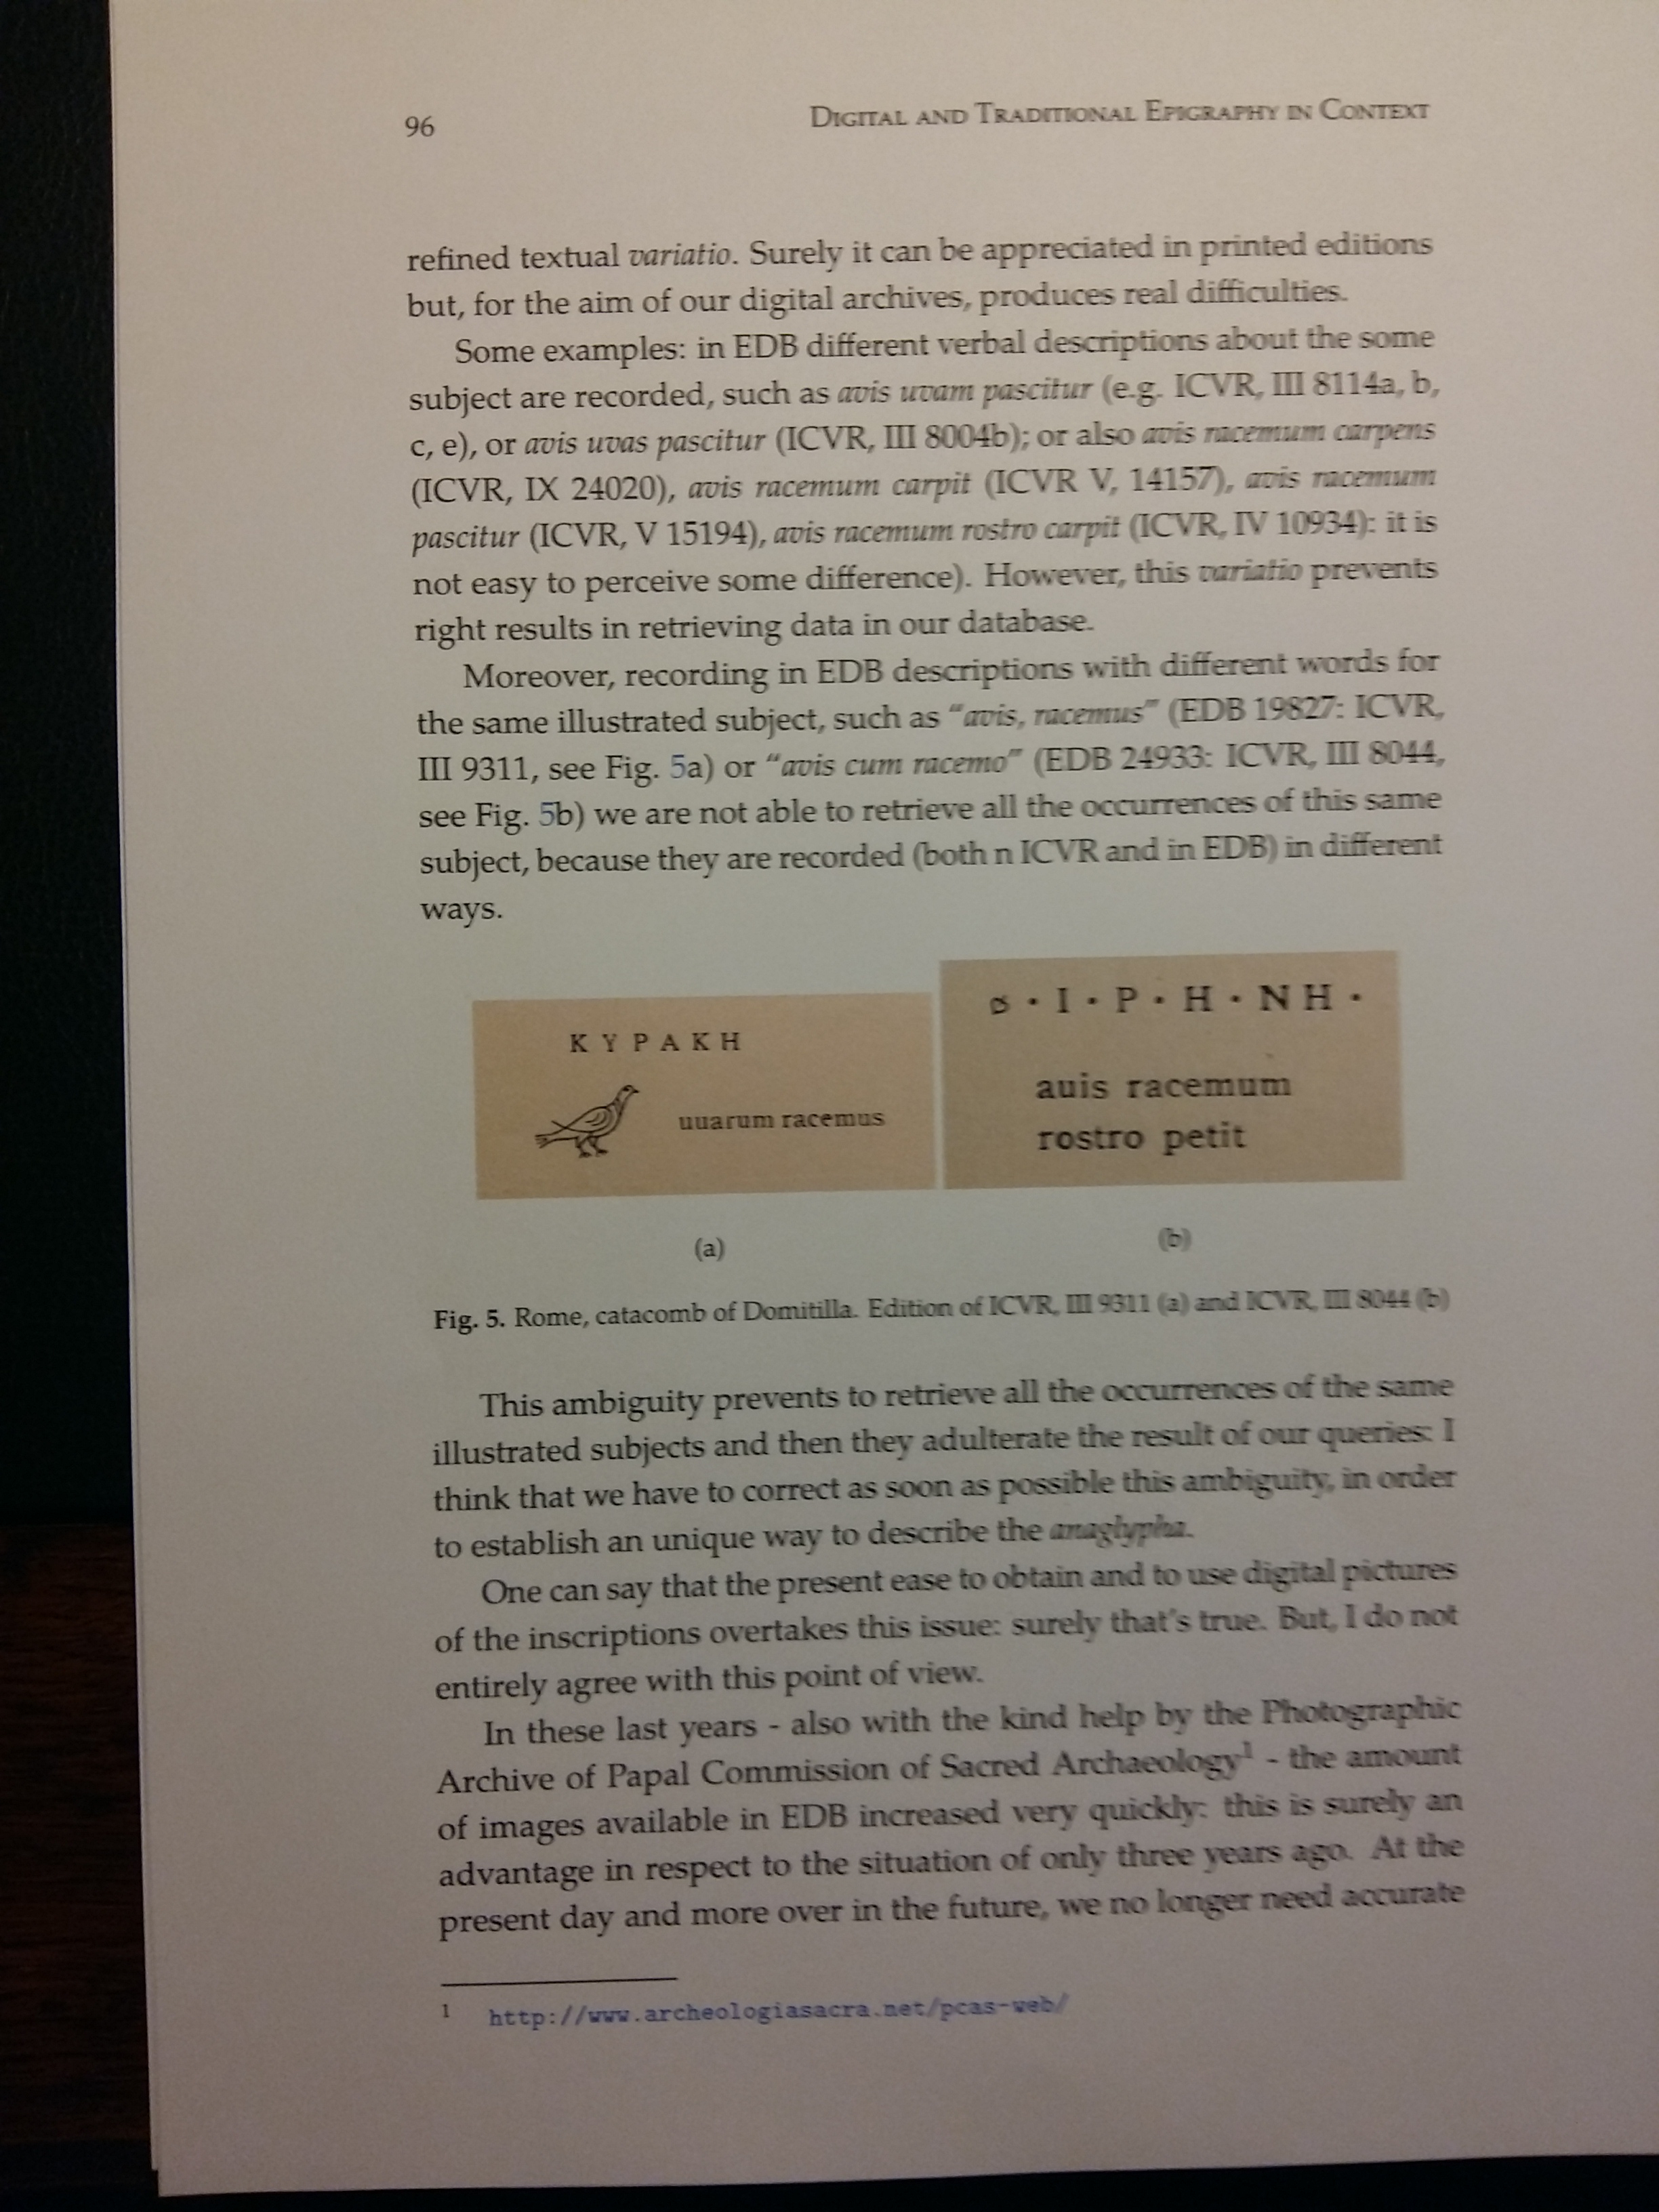 96
DIGITAL AND TRADITIONAL EPIGRAPHY IN CONTEXT
refined textual variatio. Surely it can be appreciated in printed editions
but, for the aim of our digital archives, produces real difficulties.
Some examples: in EDB different verbal descriptions about the some
subject are recorded, such as avis uvam pascitur (e.g. ICVR, III 8114a, b,
c, e), or avis uvas pascitur (ICVR, III 8004b); or also avis racemum carpens
(ICVR, IX 24020), avis racemum carpit (ICVR V, 14157), avis racemum
pascitur (ICVR, V 15194), avis racemum rostro carpit (ICVR, IV 10934): it is
not easy to perceive some difference). However, this variatio prevents
right results in retrieving data in our database.
Moreover, recording in EDB descriptions with different words for
the same illustrated subject, such as “avis, racemus” (EDB 19827: ICVR,
III 9311, see Fig. 5a) or “avis cum racemo” (EDB 24933: ICVR, III 8044,
see Fig. 5b) we are not able to retrieve all the occurrences of this same
subject, because they are recorded (both n ICVR and in EDB) in different
ways.
Κ Υ Ρ Α Κ Η
uuarum racemus
· Ι · Ρ · Η · Ν Η ·
auis racemum
rostro petit
(a)
(b)
Fig. 5. Rome, catacomb of Domitilla. Edition of ICVR, III 9311 (a) and ICVR, III 8044 (b)
This ambiguity prevents to retrieve all the occurrences of the same
illustrated subjects and then they adulterate the result of our queries: I
think that we have to correct as soon as possible this ambiguity, in order
to establish an unique way to describe the anaglypha.
One can say that the present ease to obtain and to use digital pictures
of the inscriptions overtakes this issue: surely that's true. But, I do not
entirely agree with this point of view.
In these last years - also with the kind help by the Photographic
Archive of Papal Commission of Sacred Archaeology1 - the amount
of images available in EDB increased very quickly: this is surely an
advantage in respect to the situation of only three years ago. At the
present day and more over in the future, we no longer need accurate
1 http://www.archeologiasacra.net/pcas-web/